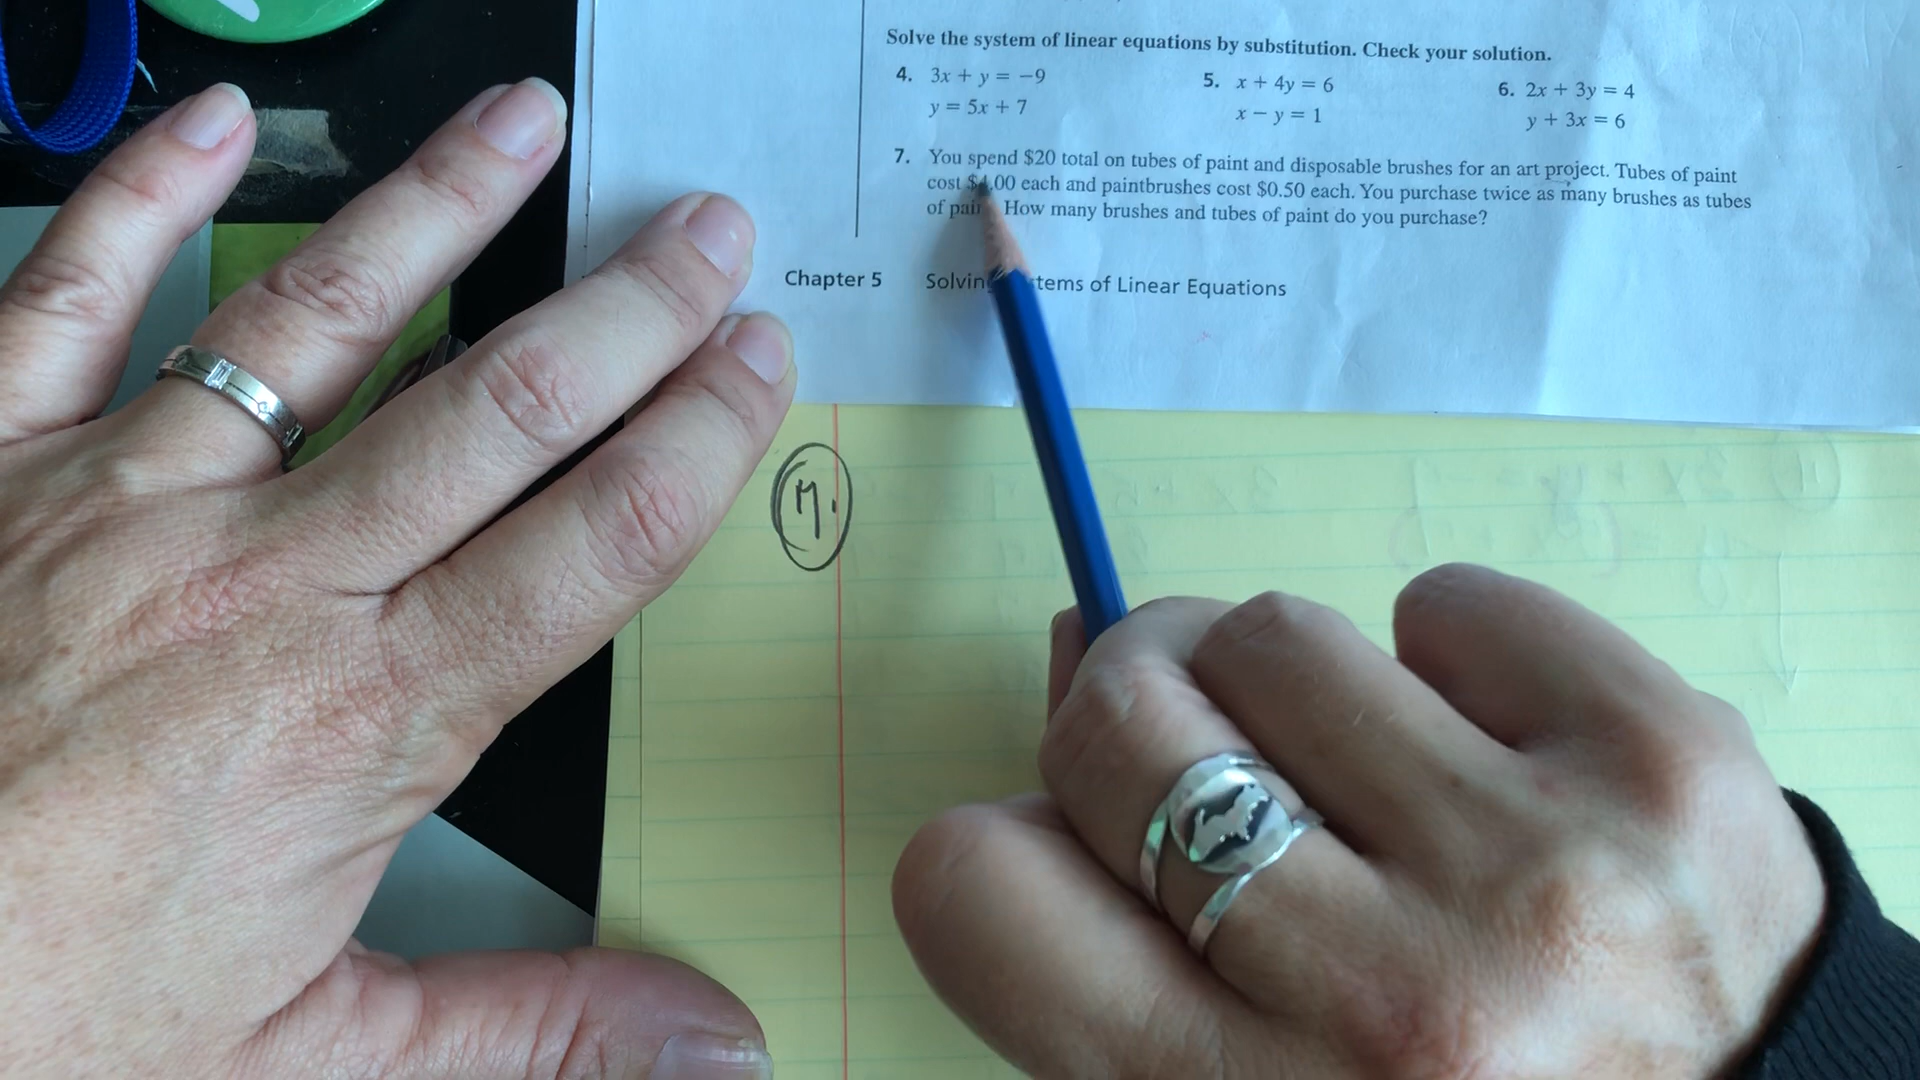 Solve the system of linear equations by substitution. Check your solution.
4. 3x + y = −9
y = 5x + 7
5. x + 4y = 6
x − y = 1
6. 2x + 3y = 4
y + 3x = 6
7. You spend $20 total on tubes of paint and disposable brushes for an art project. Tubes of paint
cost $4.00 each and paintbrushes cost $0.50 each. You purchase twice as many brushes as tubes
of How many brushes and tubes of paint do you purchase?
Chapter 5 of Linear Equations
7.